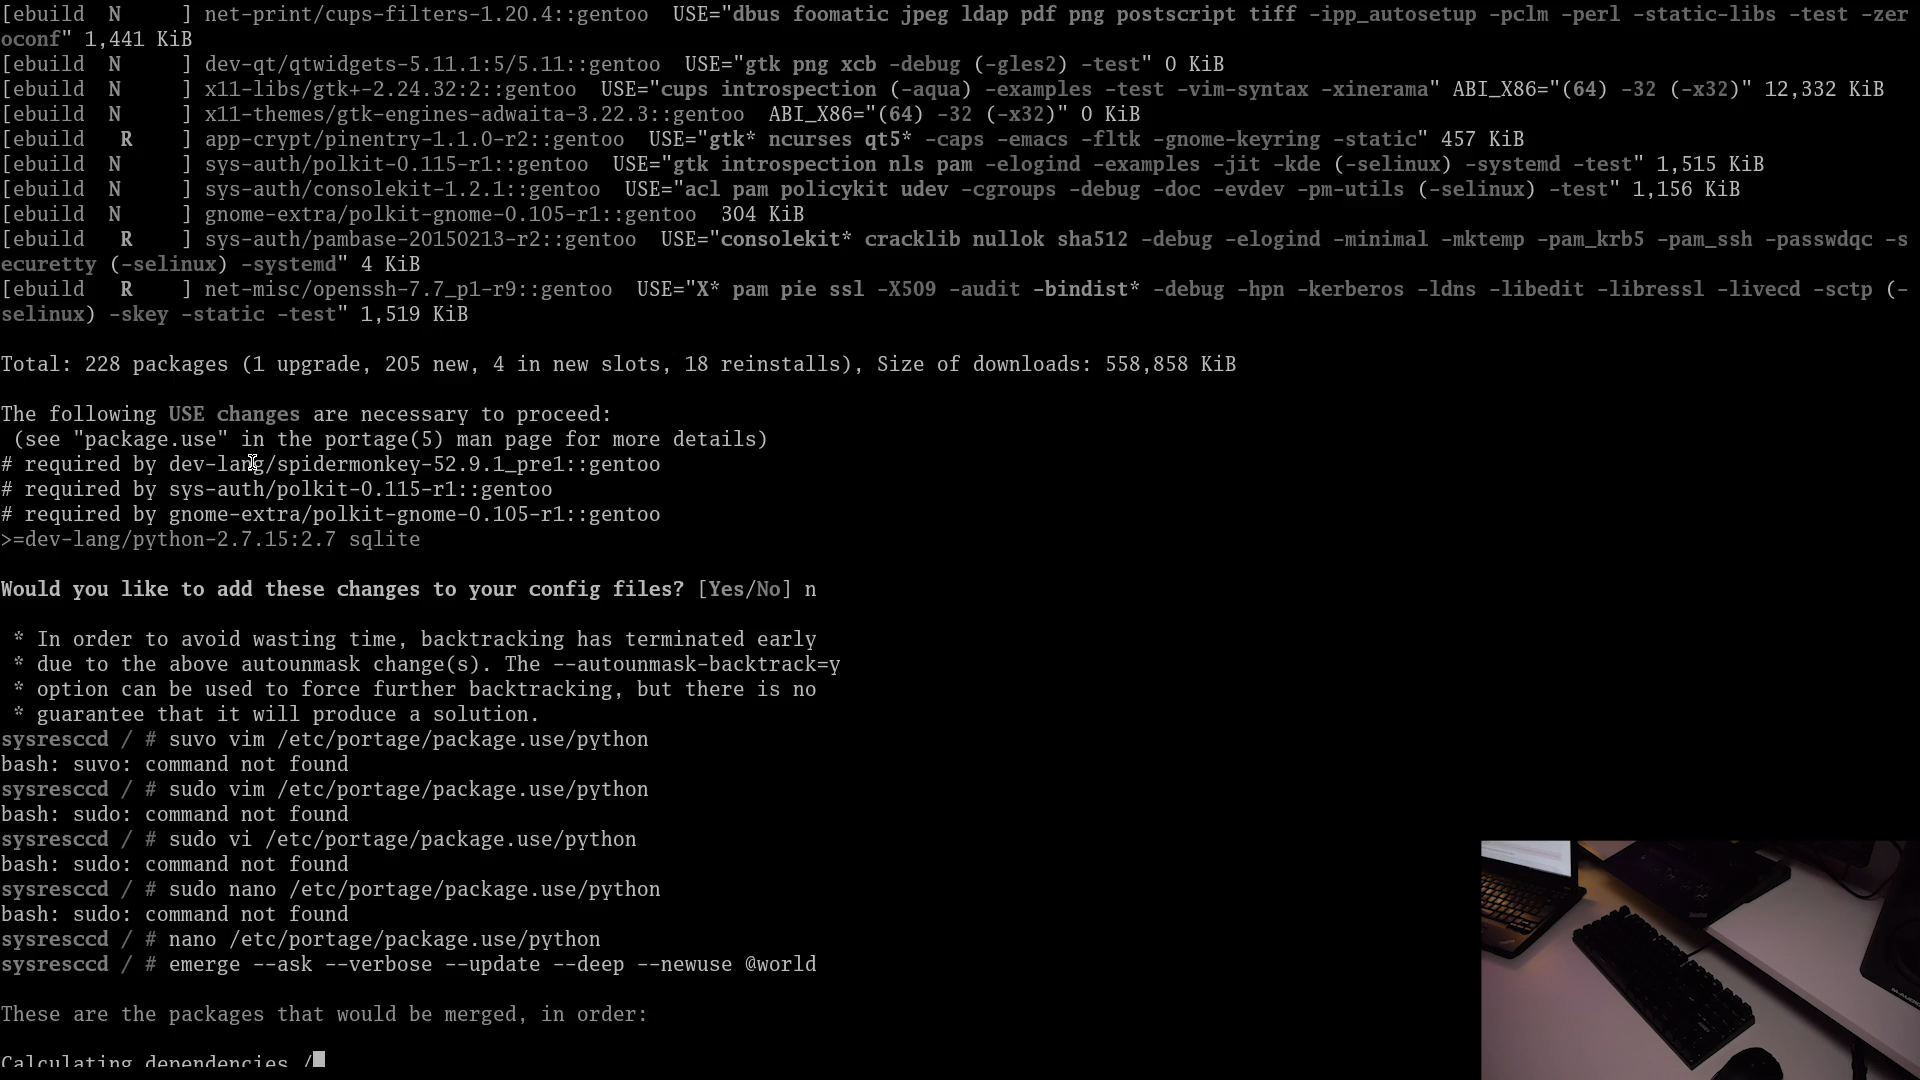 [ebuild  N     ] net-print/cups-filters-1.20.4::gentoo  USE="dbus foomatic jpeg ldap pdf png postscript tiff -ipp_autosetup -pclm -perl -static-libs -test -zer
oconf" 1,441 KiB
[ebuild  N     ] dev-qt/qtwidgets-5.11.1:5/5.11::gentoo  USE="gtk png xcb -debug (-gles2) -test" 0 KiB
[ebuild  N     ] x11-libs/gtk+-2.24.32:2::gentoo  USE="cups introspection (-aqua) -examples -test -vim-syntax -xinerama" ABI_X86="(64) -32 (-x32)" 12,332 KiB
[ebuild  N     ] x11-themes/gtk-engines-adwaita-3.22.3::gentoo  ABI_X86="(64) -32 (-x32)" 0 KiB
[ebuild   R    ] app-crypt/pinentry-1.1.0-r2::gentoo  USE="gtk* ncurses qt5* -caps -emacs -fltk -gnome-keyring -static" 457 KiB
[ebuild  N     ] sys-auth/polkit-0.115-r1::gentoo  USE="gtk introspection nls pam -elogind -examples -jit -kde (-selinux) -systemd -test" 1,515 KiB
[ebuild  N     ] sys-auth/consolekit-1.2.1::gentoo  USE="acl pam policykit udev -cgroups -debug -doc -evdev -pm-utils (-selinux) -test" 1,156 KiB
[ebuild  N     ] gnome-extra/polkit-gnome-0.105-r1::gentoo  304 KiB
[ebuild   R    ] sys-auth/pambase-20150213-r2::gentoo  USE="consolekit* cracklib nullok sha512 -debug -elogind -minimal -mktemp -pam_krb5 -pam_ssh -passwdqc -s
ecuretty (-selinux) -systemd" 4 KiB
[ebuild   R    ] net-misc/openssh-7.7_p1-r9::gentoo  USE="X* pam pie ssl -X509 -audit -bindist* -debug -hpn -kerberos -ldns -libedit -libressl -livecd -sctp (-
selinux) -skey -static -test" 1,519 KiB
Total: 228 packages (1 upgrade, 205 new, 4 in new slots, 18 reinstalls), Size of downloads: 558,858 KiB
The following USE changes are necessary to proceed:
 (see "package.use" in the portage(5) man page for more details)
# required by dev-lang/spidermonkey-52.9.1_pre1::gentoo
# required by sys-auth/polkit-0.115-r1::gentoo
# required by gnome-extra/polkit-gnome-0.105-r1::gentoo
>=dev-lang/python-2.7.15:2.7 sqlite
Would you like to add these changes to your config files? [Yes/No] n
 * In order to avoid wasting time, backtracking has terminated early
 * due to the above autounmask change(s). The --autounmask-backtrack=y
 * option can be used to force further backtracking, but there is no
 * guarantee that it will produce a solution.
sysresccd / # suvo vim /etc/portage/package.use/python
bash: suvo: command not found
sysresccd / # sudo vim /etc/portage/package.use/python
bash: sudo: command not found
sysresccd / # sudo vi /etc/portage/package.use/python
bash: sudo: command not found
sysresccd / # sudo nano /etc/portage/package.use/python
bash: sudo: command not found
sysresccd / # nano /etc/portage/package.use/python
sysresccd / # emerge --ask --verbose --update --deep --newuse @world
These are the packages that would be merged, in order:
Calculating dependencies /